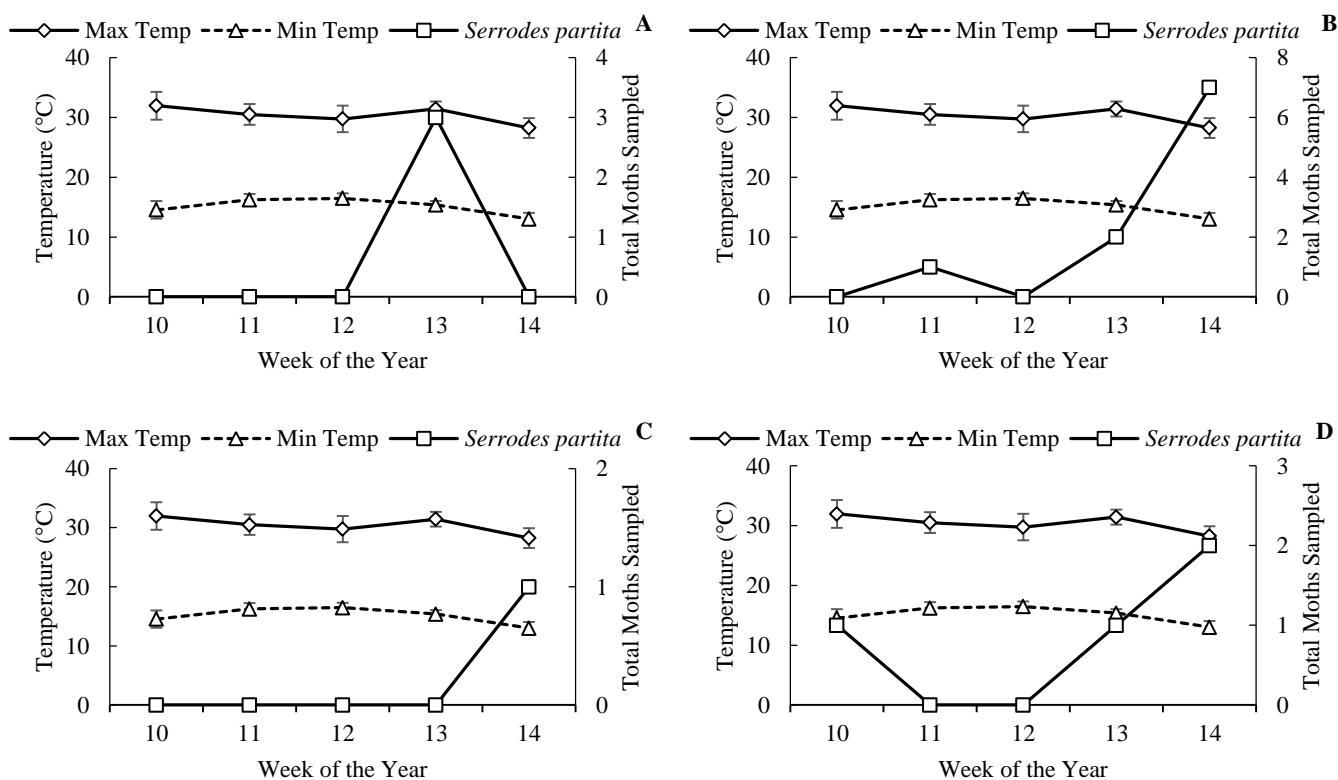 Max Temp Min Temp Serrodes partita A
40 4
30 3
20 2
10 1
0 0
10 11 12 13 14
Week of the Year
Temperature (°C)
Total Moths Sampled
Max Temp Min Temp Serrodes partita B
40 8
30 6
20 4
10 2
0 0
10 11 12 13 14
Week of the Year
Temperature (°C)
Total Moths Sampled
Max Temp Min Temp Serrodes partita C
40 2
30
20 1
10
0 0
10 11 12 13 14
Week of the Year
Temperature (°C)
Total Moths Sampled
Max Temp Min Temp Serrodes partita D
40 3
30 2
20
10 1
0 0
10 11 12 13 14
Week of the Year
Temperature (°C)
Total Moths Sampled